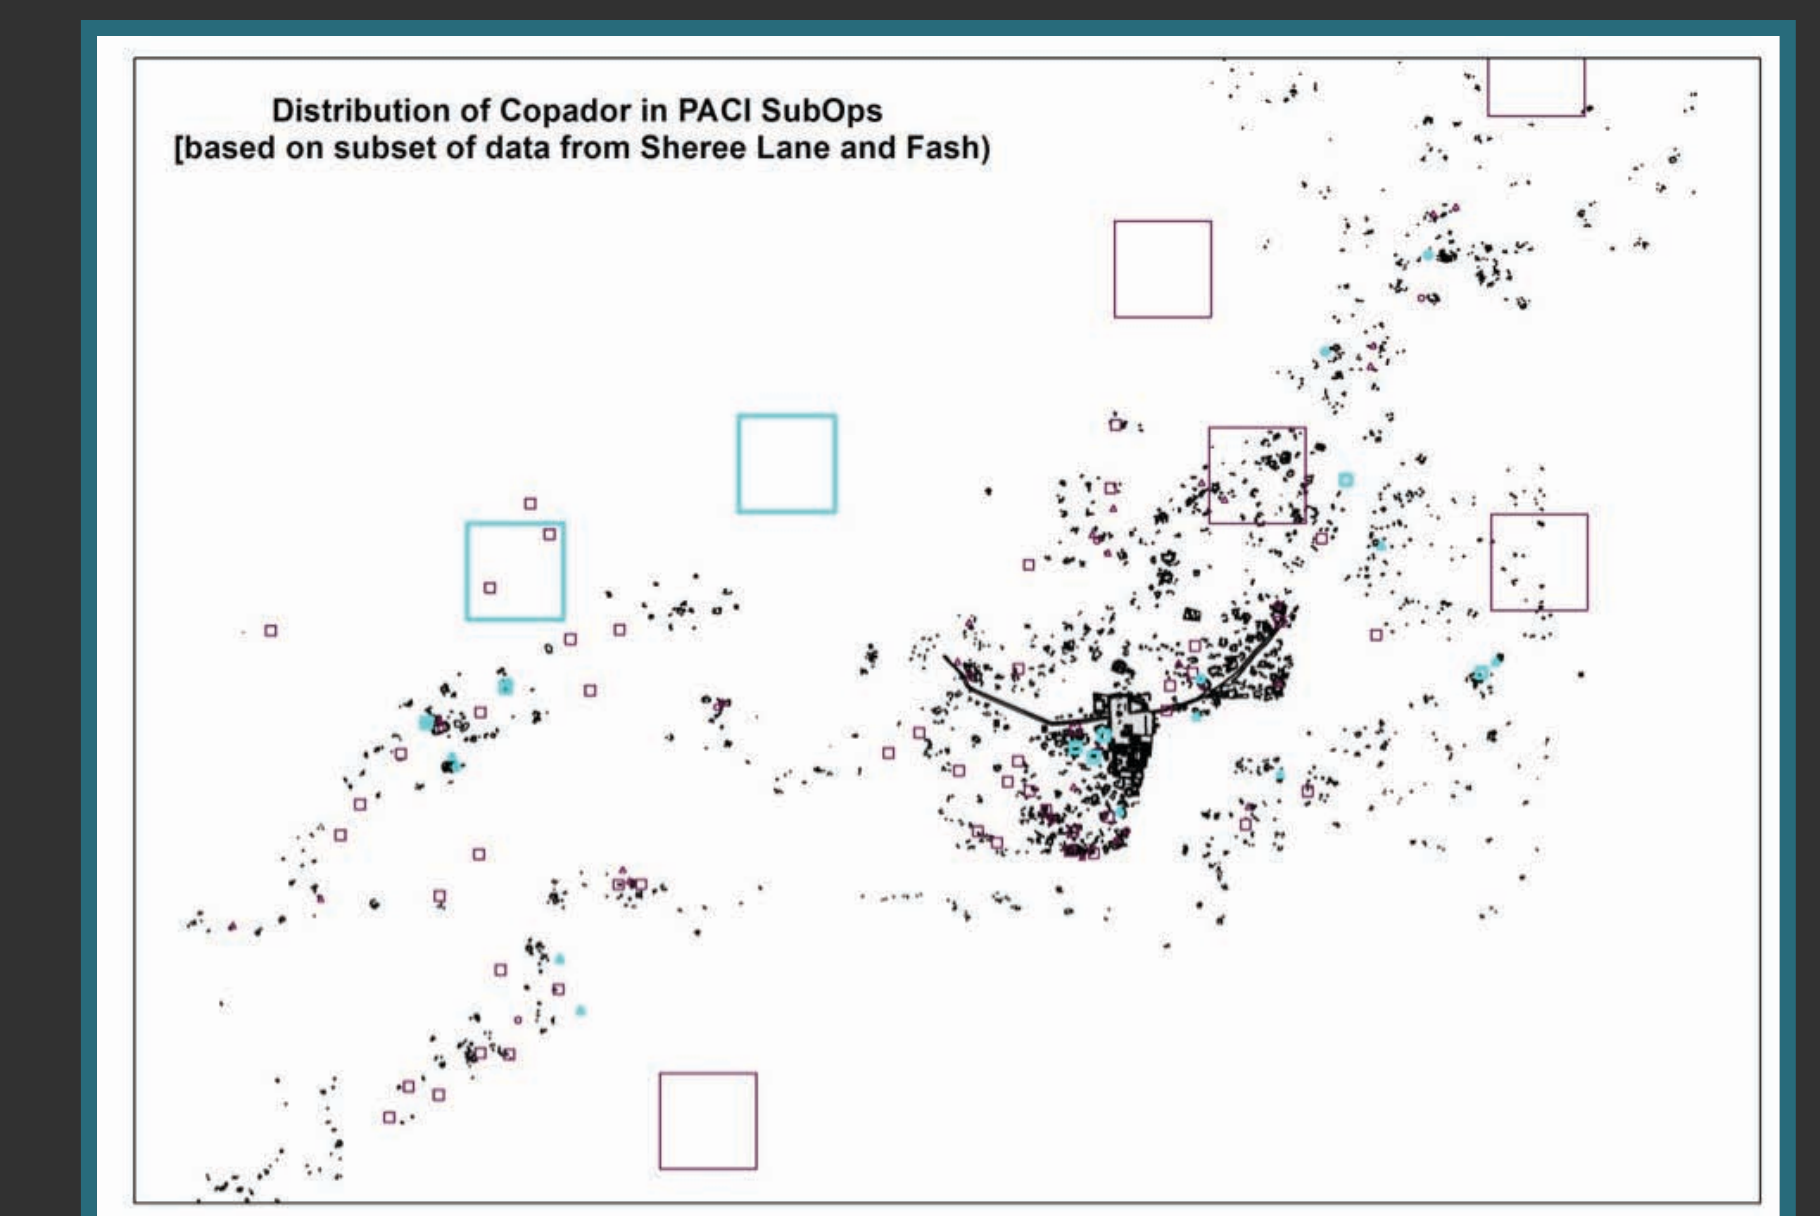 Distribution of Copador in PACI SubOps
[based on subset of data from Sheree Lane and Fash)